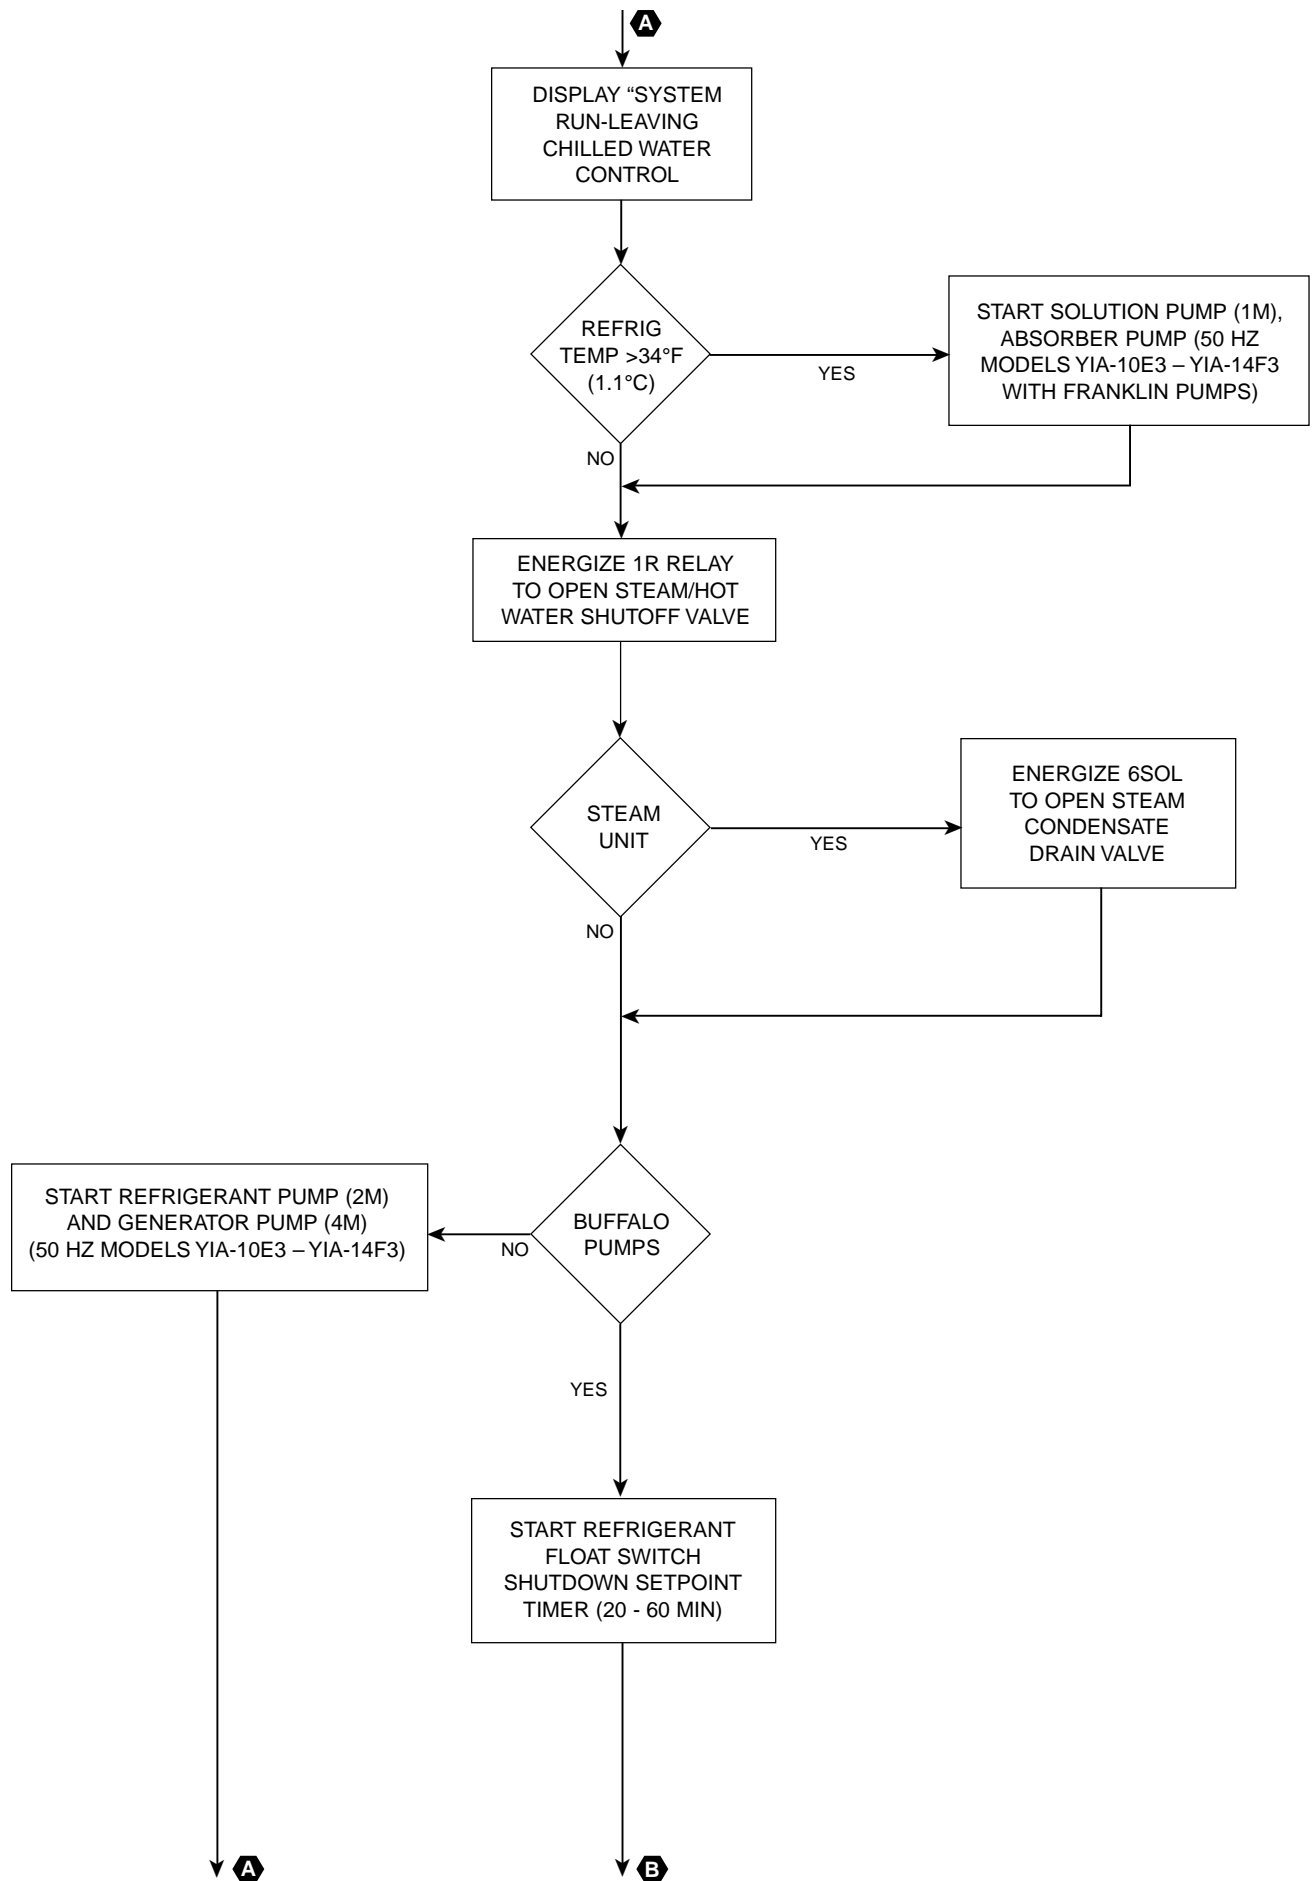 A
DISPLAY “SYSTEM
RUN-LEAVING
CHILLED WATER
CONTROL
REFRIG
TEMP >34°F
(1.1°C)
YES
START SOLUTION PUMP (1M),
ABSORBER PUMP (50 HZ
MODELS YIA-10E3 – YIA-14F3
WITH FRANKLIN PUMPS)
NO
ENERGIZE 1R RELAY
TO OPEN STEAM/HOT
WATER SHUTOFF VALVE
STEAM
UNIT
YES
ENERGIZE 6SOL
TO OPEN STEAM
CONDENSATE
DRAIN VALVE
NO
BUFFALO
PUMPS
NO
START REFRIGERANT PUMP (2M)
AND GENERATOR PUMP (4M)
(50 HZ MODELS YIA-10E3 – YIA-14F3)
YES
START REFRIGERANT
FLOAT SWITCH
SHUTDOWN SETPOINT
TIMER (20 - 60 MIN)
A
B